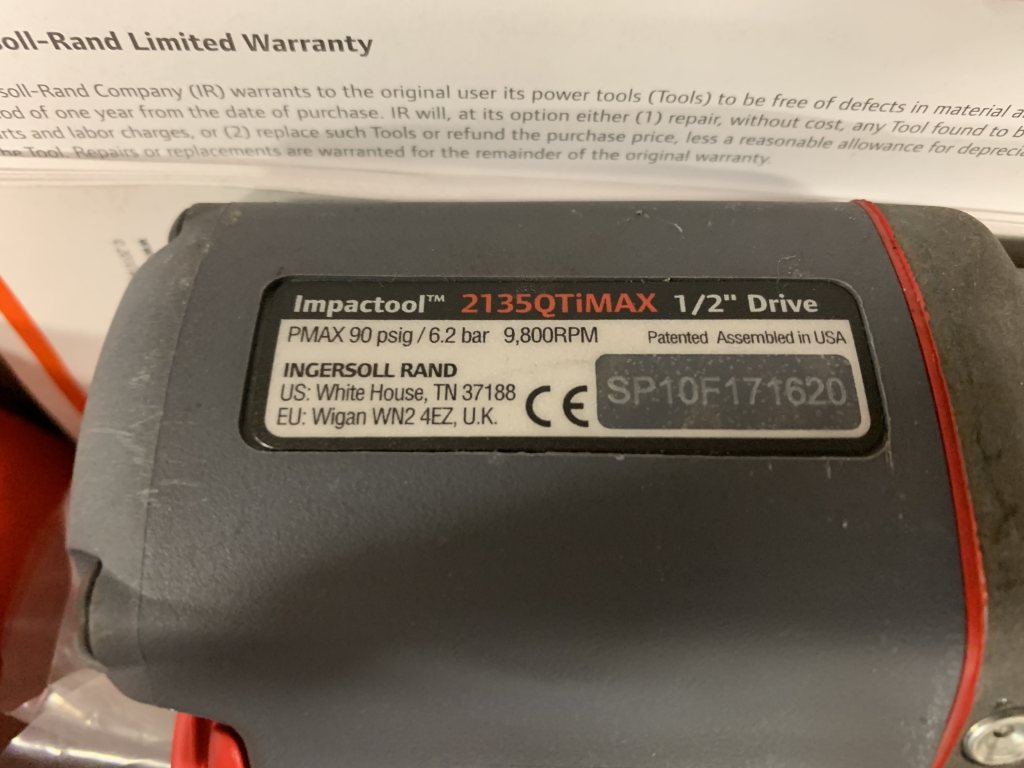 oll-Rand Limited Warranty
soll-Rand Company (IR) warrants to the original user its power tools (Tools) to be free of defects in material a
od of one year from the date of purchase. IR will, at its option either (1) repair, without cost, any Tool found to b
rts and labor charges, or (2) replace such Tools or refund the purchase price, less a reasonable allowance for deprecia
he Tool. Repairs or replacements are warranted for the remainder of the original warranty.
Impactool™ 2135QTiMAX 1/2" Drive
PMAX 90 psig / 6.2 bar 9,800RPM Patented Assembled in USA
INGERSOLL RAND
US: White House, TN 37188
EU: Wigan WN2 4EZ, U.K.
CE
SP10F171620